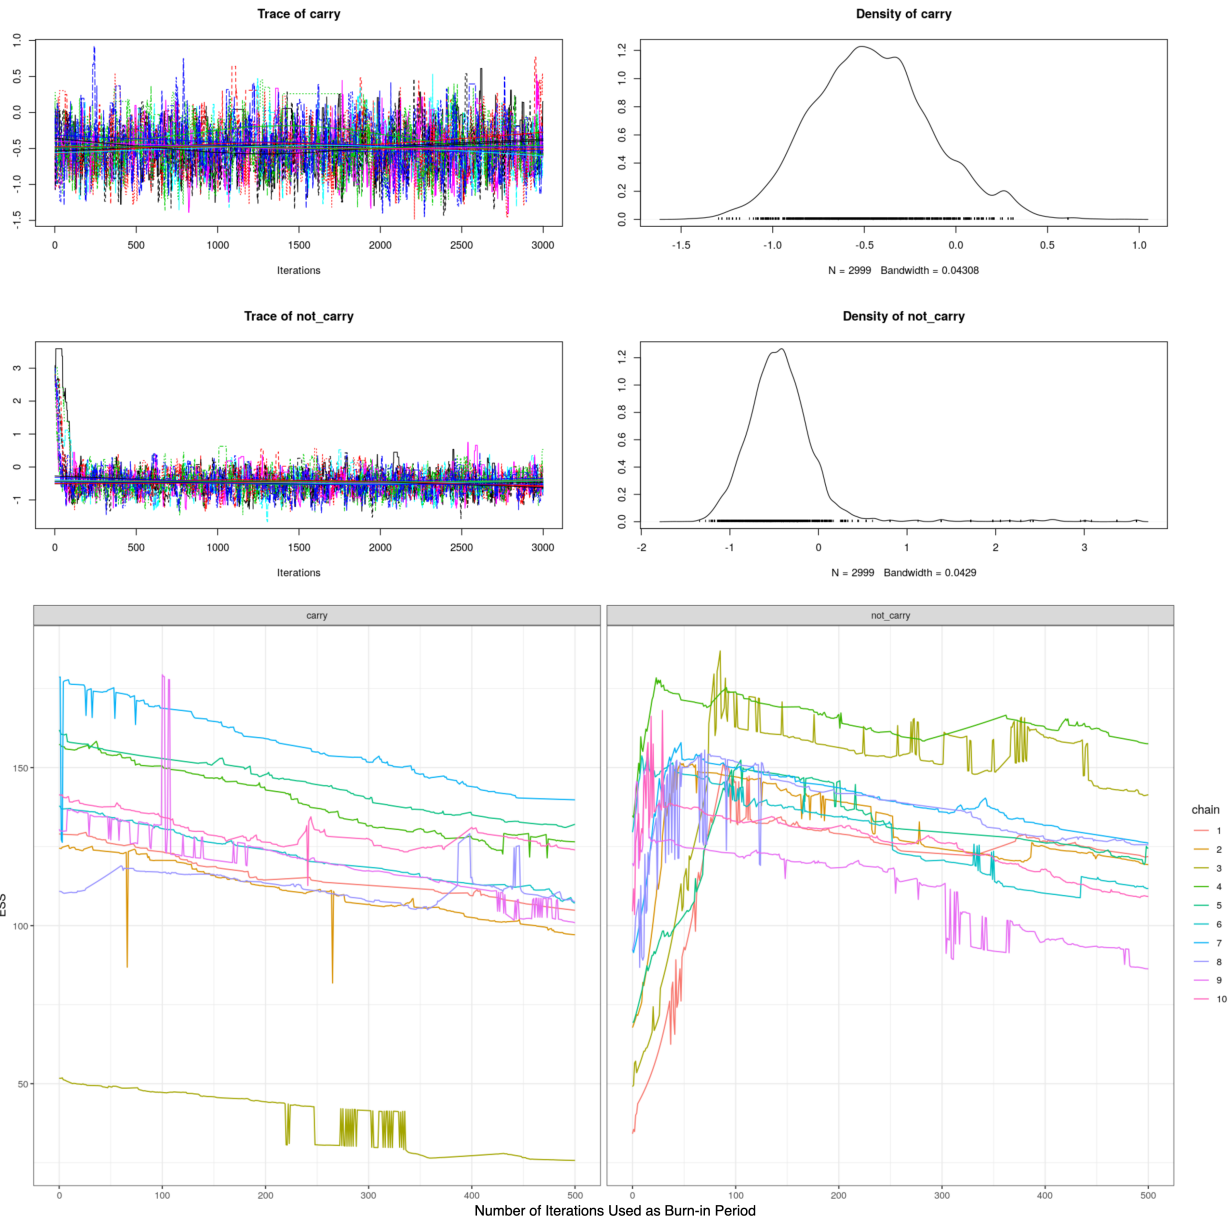 Trace of carry
1.0
0.5
0.0
-0.5
-1.0
-1.5
0 500 1000 1500 2000 2500 3000
Iterations
Density of carry
1.2
1.0
0.8
0.6
0.4
0.2
0.0
-1.5 -1.0 -0.5 0.0 0.5 1.0
N = 2999 Bandwidth = 0.04308
Trace of not_carry
3
2
1
0
-1
0 500 1000 1500 2000 2500 3000
Iterations
Density of not_carry
1.2
1.0
0.8
0.6
0.4
0.2
0.0
-2 -1 0 1 2 3
N = 2999 Bandwidth = 0.0429
carry
not_carry
ESS
150
100
50
0 100 200 300 400 500
0 100 200 300 400 500
Number of Iterations Used as Burn-in Period
chain
1
2
3
4
5
6
7
8
9
10